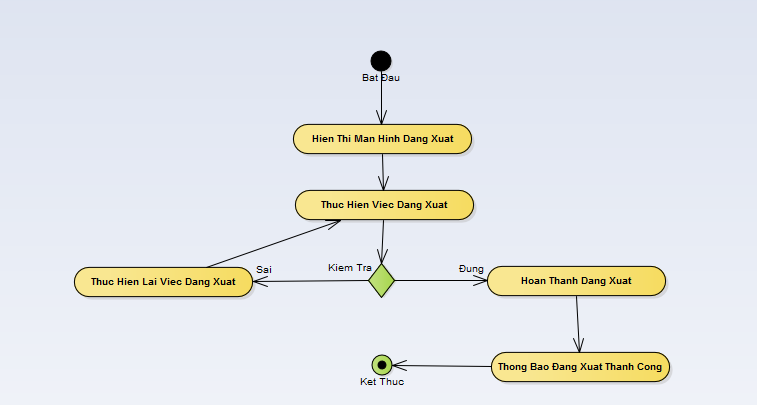 Bat Đau
Hien Thi Man Hinh Dang Xuat
Thuc Hien Viec Dang Xuat
Kiem Tra
Sai
Đung
Thuc Hien Lai Viec Dang Xuat
Hoan Thanh Dang Xuat
Thong Bao Đang Xuat Thanh Cong
Ket Thuc